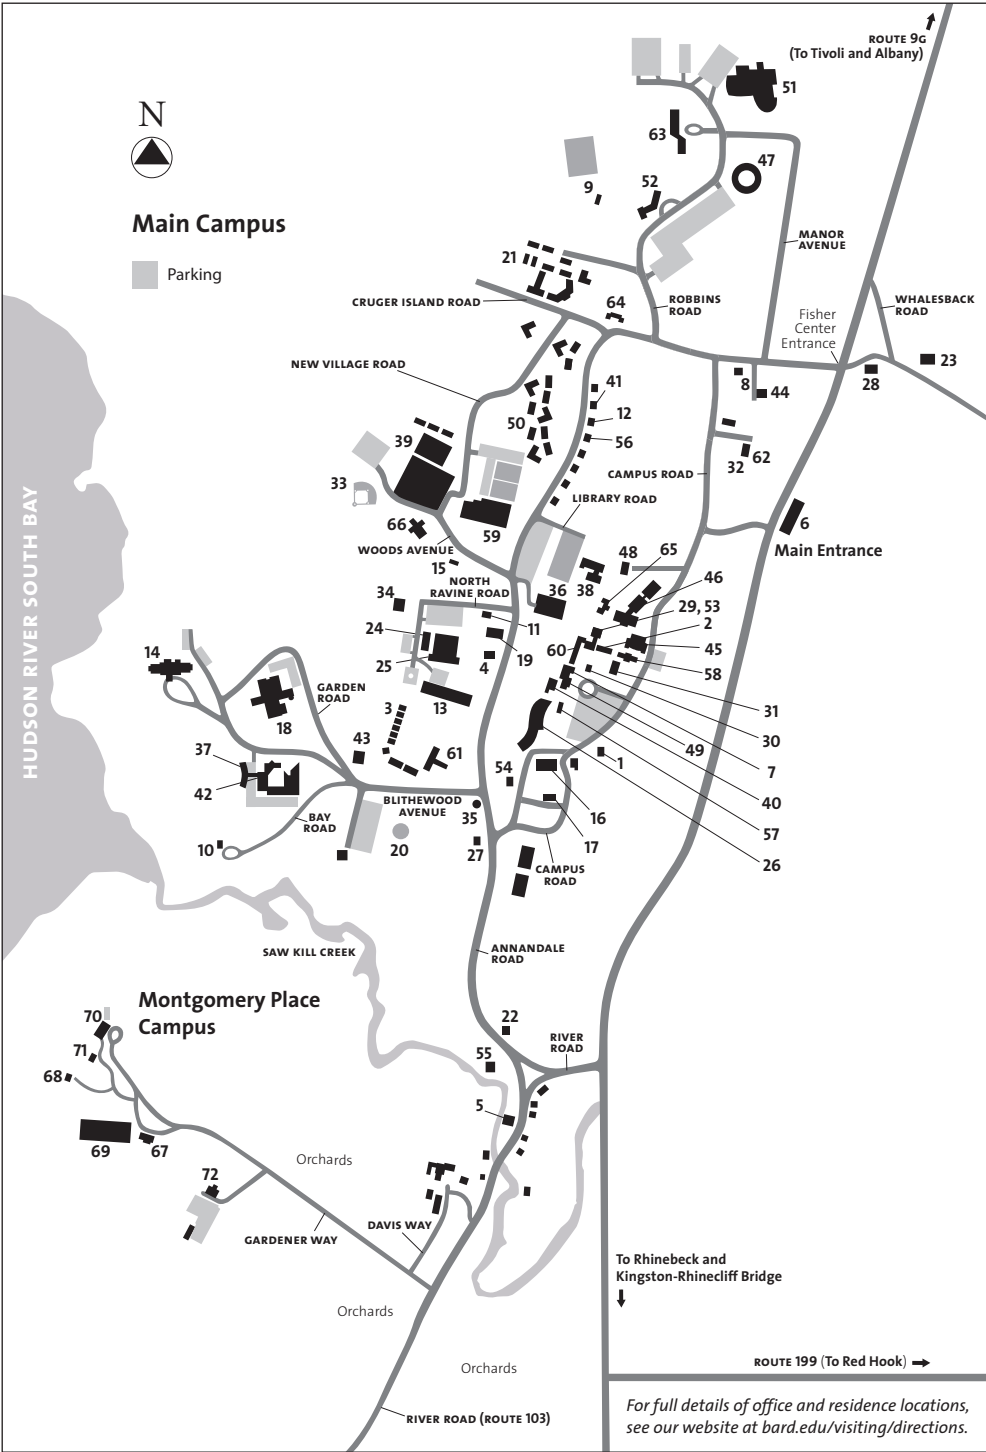 ROUTE 9G
(To Tivoli and Albany)
51
N
63
47
52
9
Main Campus
MANOR
AVENUE
21
Parking
CRUGER ISLAND ROAD
64
ROBBINS
ROAD
WHALESBACK
ROAD
Fisher
Center
Entrance
23
NEW VILLAGE ROAD
8
44
28
41
50
12
39
56
32
62
CAMPUS ROAD
33
LIBRARY ROAD
HUDSON RIVER SOUTH BAY
6
66
59
Main Entrance
WOODS AVENUE
15
48
65
NORTH
RAVINE ROAD
36
38
46
34
29, 53
24
11
2
25
4
19
60
45
14
58
GARDEN
ROAD
13
3
31
18
30
43
61
49
37
7
54
1
42
40
BLITHEWOOD
AVENUE
16
35
BAY
ROAD
57
10
20
27
17
26
CAMPUS
ROAD
ANNANDALE
ROAD
SAW KILL CREEK
Montgomery Place
Campus
70
22
RIVER
ROAD
71
55
68
5
69
67
Orchards
72
DAVIS WAY
GARDENER WAY
To Rhinebeck and
Kingston-Rhinecliff Bridge
Orchards
ROUTE 199 (To Red Hook)
Orchards
For full details of office and residence locations,
see our website at bard.edu/visiting/directions.
RIVER ROAD (ROUTE 103)